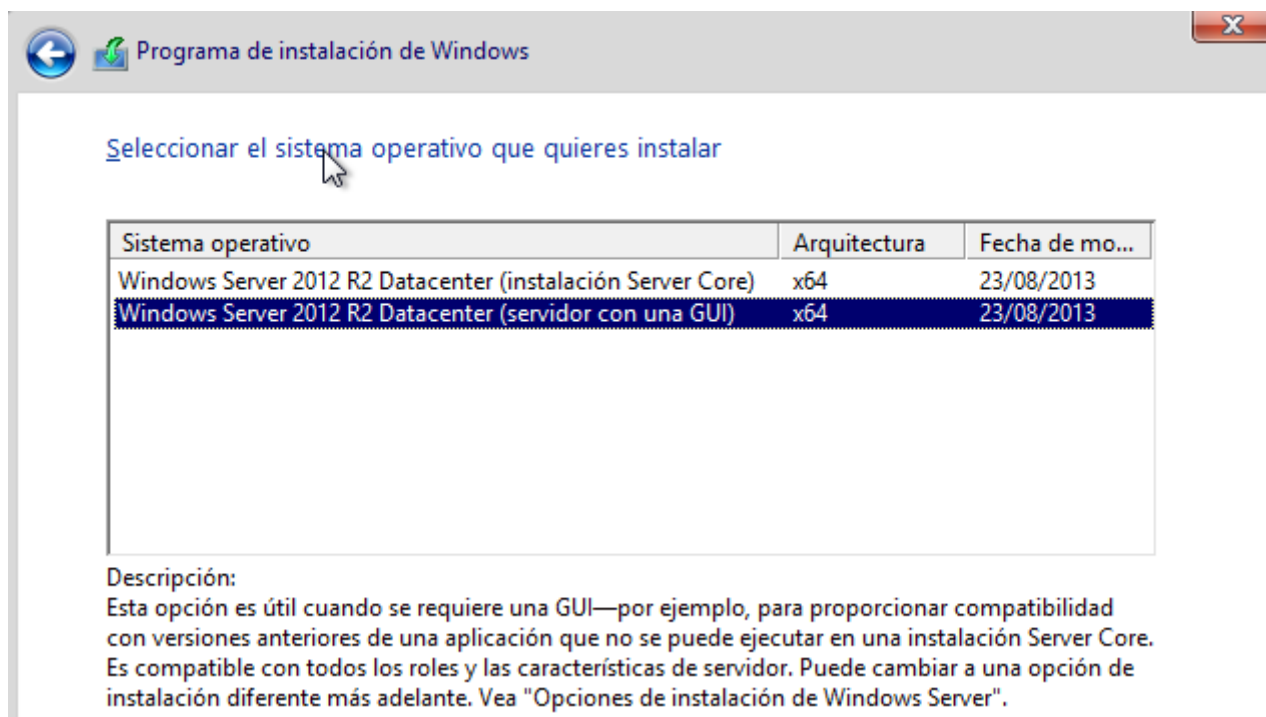 Programa de instalación de Windows
Seleccionar el sistema operativo que quieres instalar
Sistema operativo Arquitectura Fecha de mo...
Windows Server 2012 R2 Datacenter (instalación Server Core) x64 23/08/2013
Windows Server 2012 R2 Datacenter (servidor con una GUI) x64 23/08/2013
Descripción:
Esta opción es útil cuando se requiere una GUI—por ejemplo, para proporcionar compatibilidad
con versiones anteriores de una aplicación que no se puede ejecutar en una instalación Server Core.
Es compatible con todos los roles y las características de servidor. Puede cambiar a una opción de
instalación diferente más adelante. Vea "Opciones de instalación de Windows Server".